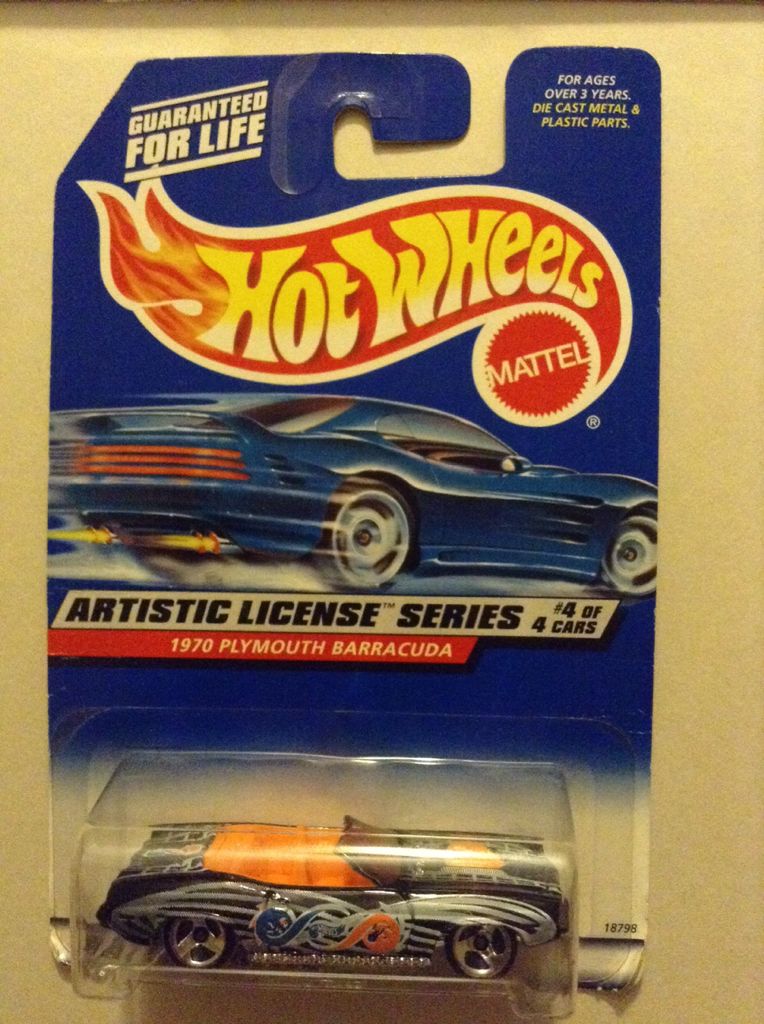 GUARANTEED
FOR LIFE
FOR AGES
OVER 3 YEARS.
DIE CAST METAL &
PLASTIC PARTS.
HOT WHEELS
MATTEL
®
ARTISTIC LICENSE™ SERIES #4 OF
4 CARS
1970 PLYMOUTH BARRACUDA
18798